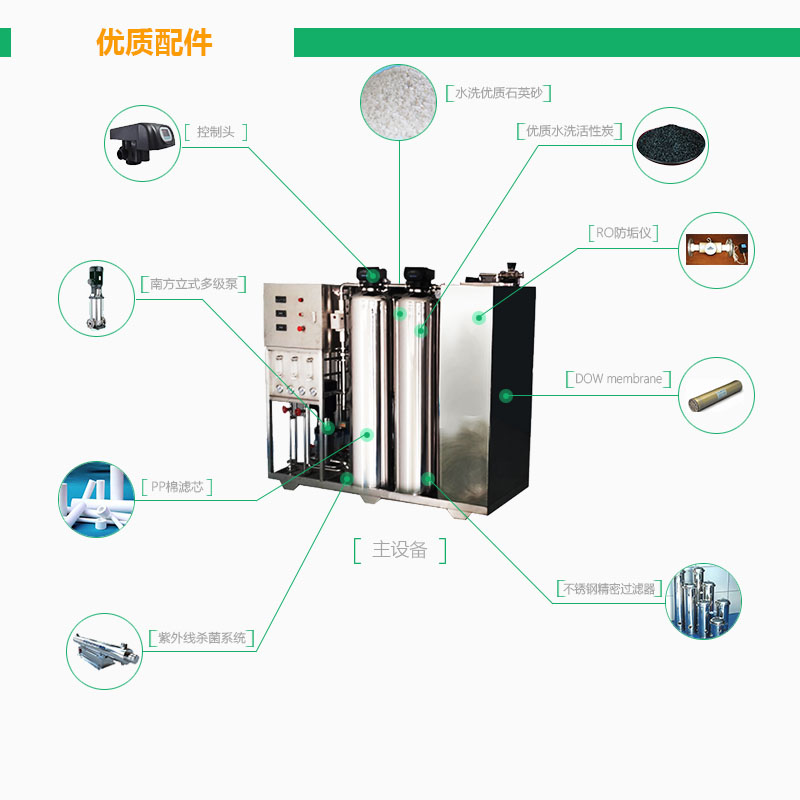 优质配件
[水洗优质石英砂]
[控制头]
[优质水洗活性炭]
[RO防垢仪]
[南方立式多级泵]
[DOW membrane]
[PP棉滤芯]
[主设备]
[不锈钢精密过滤器]
[紫外线杀菌系统]